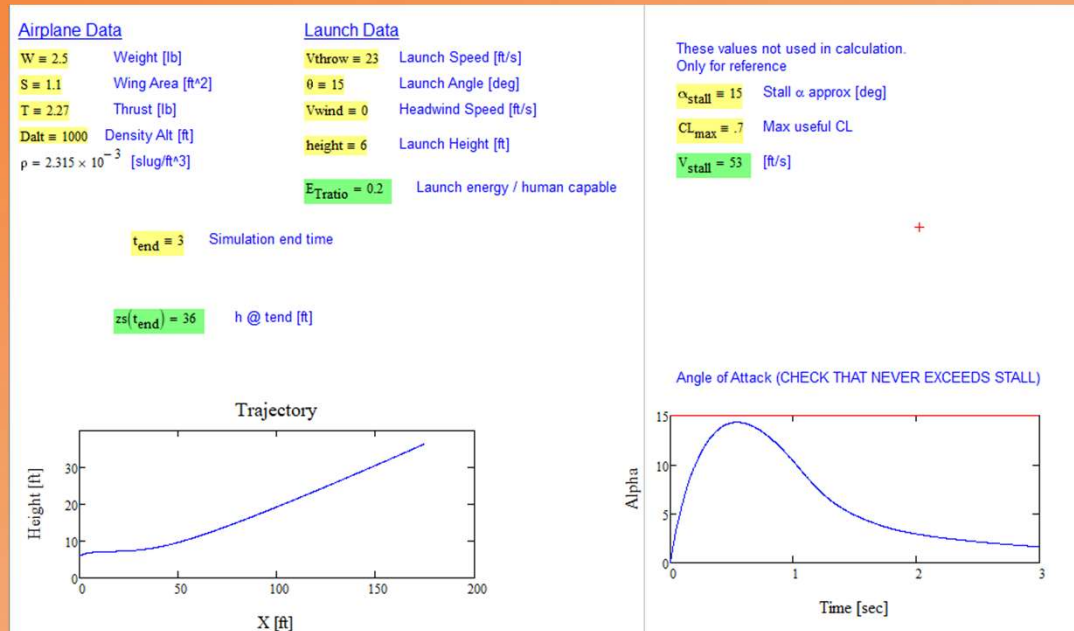 Airplane Data
W ≡ 2.5 Weight [lb]
S ≡ 1.1 Wing Area [ft^2]
T ≡ 2.27 Thrust [lb]
Dalt ≡ 1000 Density Alt [ft]
ρ = 2.315 × 10^-3 [slug/ft^3]
Launch Data
Vthrow ≡ 23 Launch Speed [ft/s]
θ ≡ 15 Launch Angle [deg]
Vwind ≡ 0 Headwind Speed [ft/s]
height ≡ 6 Launch Height [ft]
E_Tratio = 0.2 Launch energy / human capable
t_end ≡ 3 Simulation end time
zs(t_end) = 36 h @ tend [ft]
Trajectory
Height [ft]
30
20
10
0
0 50 100 150 200
X [ft]
These values not used in calculation.
Only for reference
α_stall ≡ 15 Stall α approx [deg]
CL_max ≡ .7 Max useful CL
V_stall = 53 [ft/s]
Angle of Attack (CHECK THAT NEVER EXCEEDS STALL)
Alpha
15
10
5
0
0 1 2 3
Time [sec]